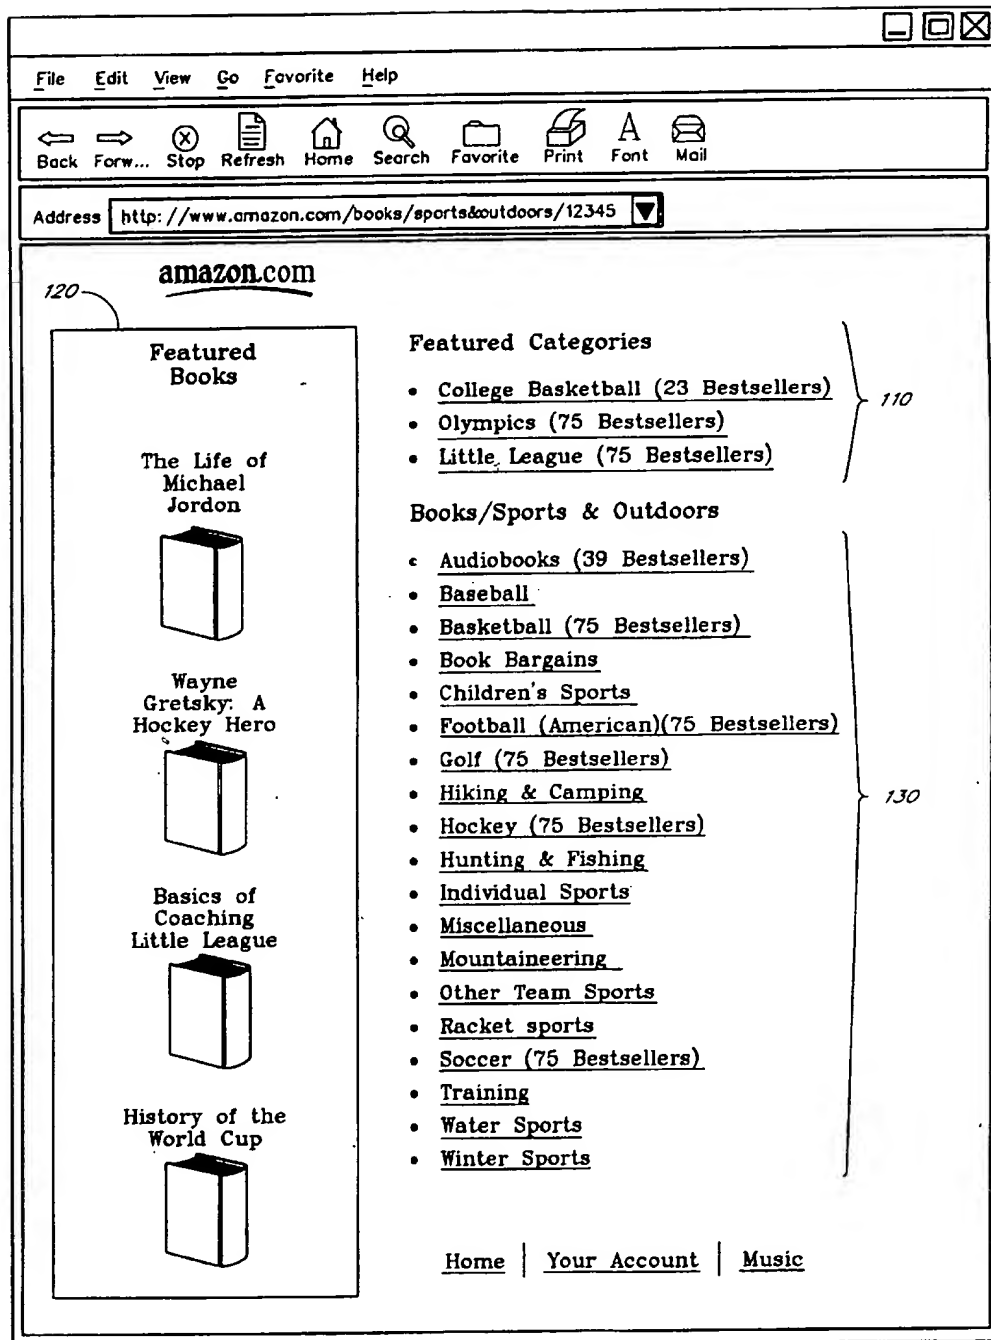 File Edit View Go Favorite Help
Back Forw... Stop Refresh Home Search Favorite Print Font Mail
Address http://www.amazon.com/books/sports&outdoors/12345
amazon.com
120
Featured
Books
The Life of
Michael
Jordon
Wayne
Gretsky: A
Hockey Hero
Basics of
Coaching
Little League
History of the
World Cup
Featured Categories
• College Basketball (23 Bestsellers)
• Olympics (75 Bestsellers)
• Little League (75 Bestsellers)
110
Books/Sports & Outdoors
• Audiobooks (39 Bestsellers)
• Baseball
• Basketball (75 Bestsellers)
• Book Bargains
• Children's Sports
• Football (American)(75 Bestsellers)
• Golf (75 Bestsellers)
• Hiking & Camping
• Hockey (75 Bestsellers)
• Hunting & Fishing
• Individual Sports
• Miscellaneous
• Mountaineering
• Other Team Sports
• Racket sports
• Soccer (75 Bestsellers)
• Training
• Water Sports
• Winter Sports
130
Home | Your Account | Music